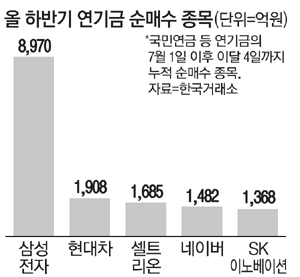 올 하반기 연기금 순매수 종목(단위=억원)
*국민연금 등 연기금의
7월 1일 이후 이달 4일까지
누적 순매수 종목.
자료=한국거래소
8,970
1,908
1,685
1,482
1,368
삼성
전자
현대차
셀트
리온
네이버
SK
이노베이션